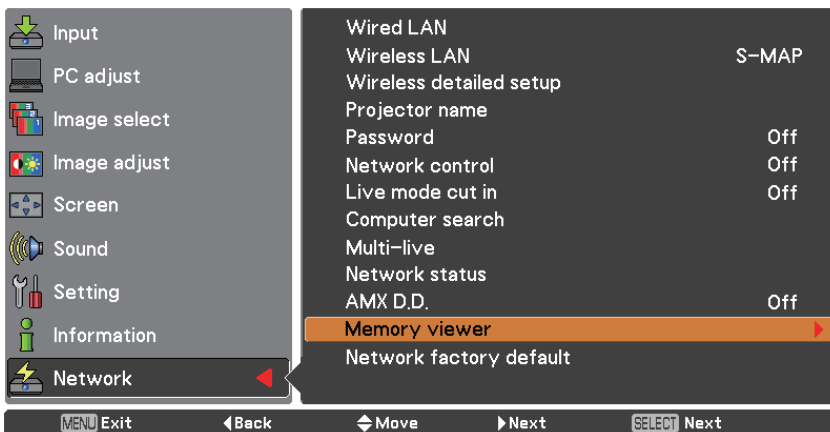 Input
PC adjust
Image select
Image adjust
Screen
Sound
Setting
Information
Network
Wired LAN
Wireless LAN S-MAP
Wireless detailed setup
Projector name
Password Off
Network control Off
Live mode cut in Off
Computer search
Multi-live
Network status
AMX D.D. Off
Memory viewer
Network factory default
MENU Exit Back Move Next SELECT Next